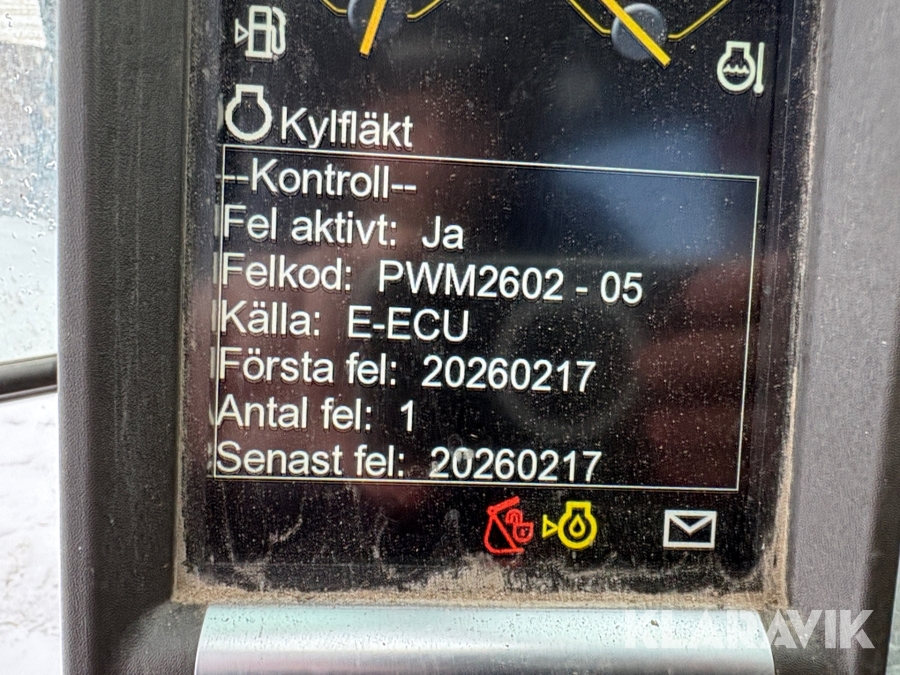 Kylfläkt
--Kontroll--
Fel aktivt: Ja
Felkod: PWM2602 - 05
Källa: E-ECU
Första fel: 20260217
Antal fel: 1
Senast fel: 20260217
KLARAVIK